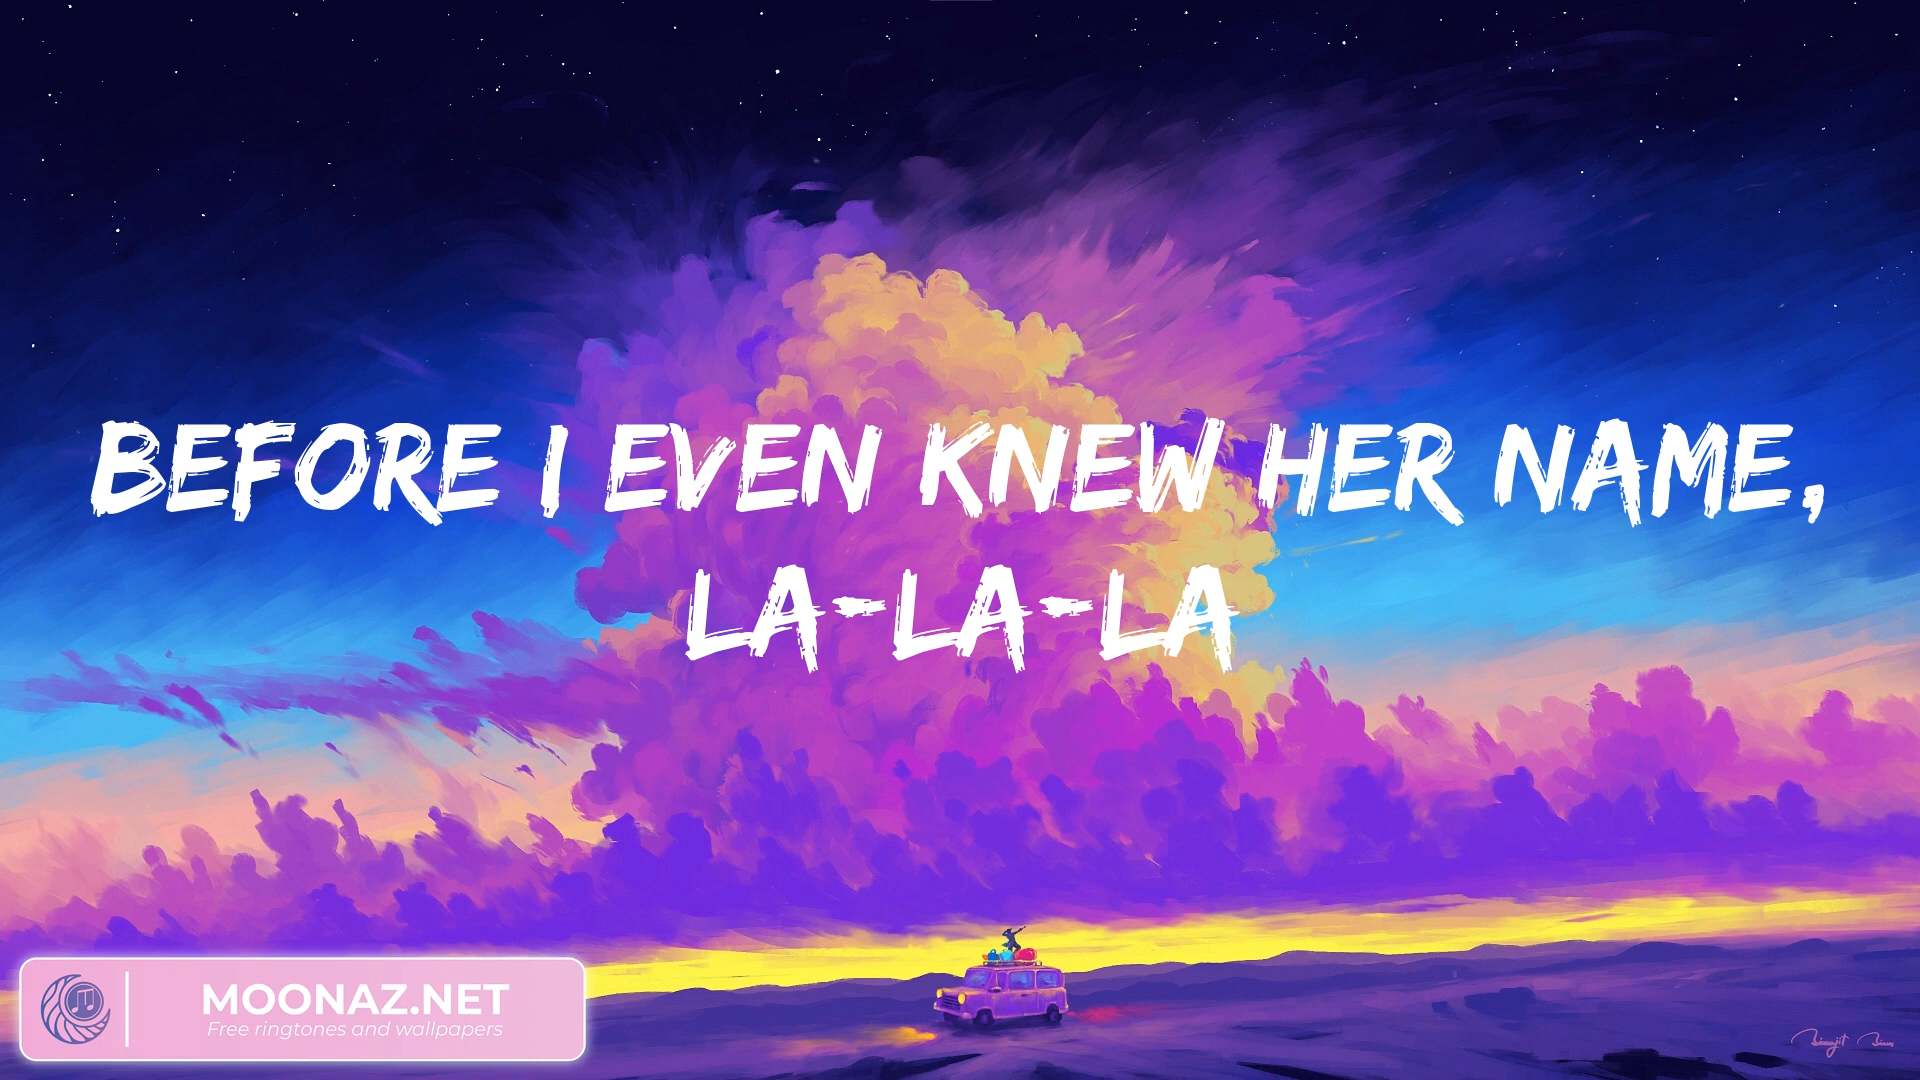 BEFORE I EVEN KNEW HER NAME,
LA-LA-LA
MOONAZ.NET
Free ringtones and wallpapers